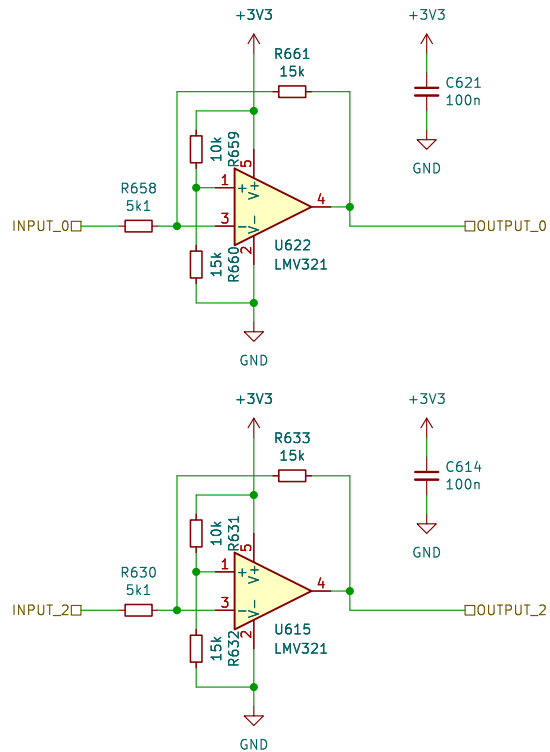 +3V3
+3V3
R661
15k
C621
100n
10k
R659
GND
5
1
+
V+
R658
5k1
4
INPUT_0
3
-
V-
OUTPUT_0
15k
R660
2
U622
LMV321
GND
+3V3
+3V3
R633
15k
C614
100n
10k
R631
GND
5
1
+
V+
R630
5k1
4
INPUT_2
3
-
V-
OUTPUT_2
15k
R632
2
U615
LMV321
GND